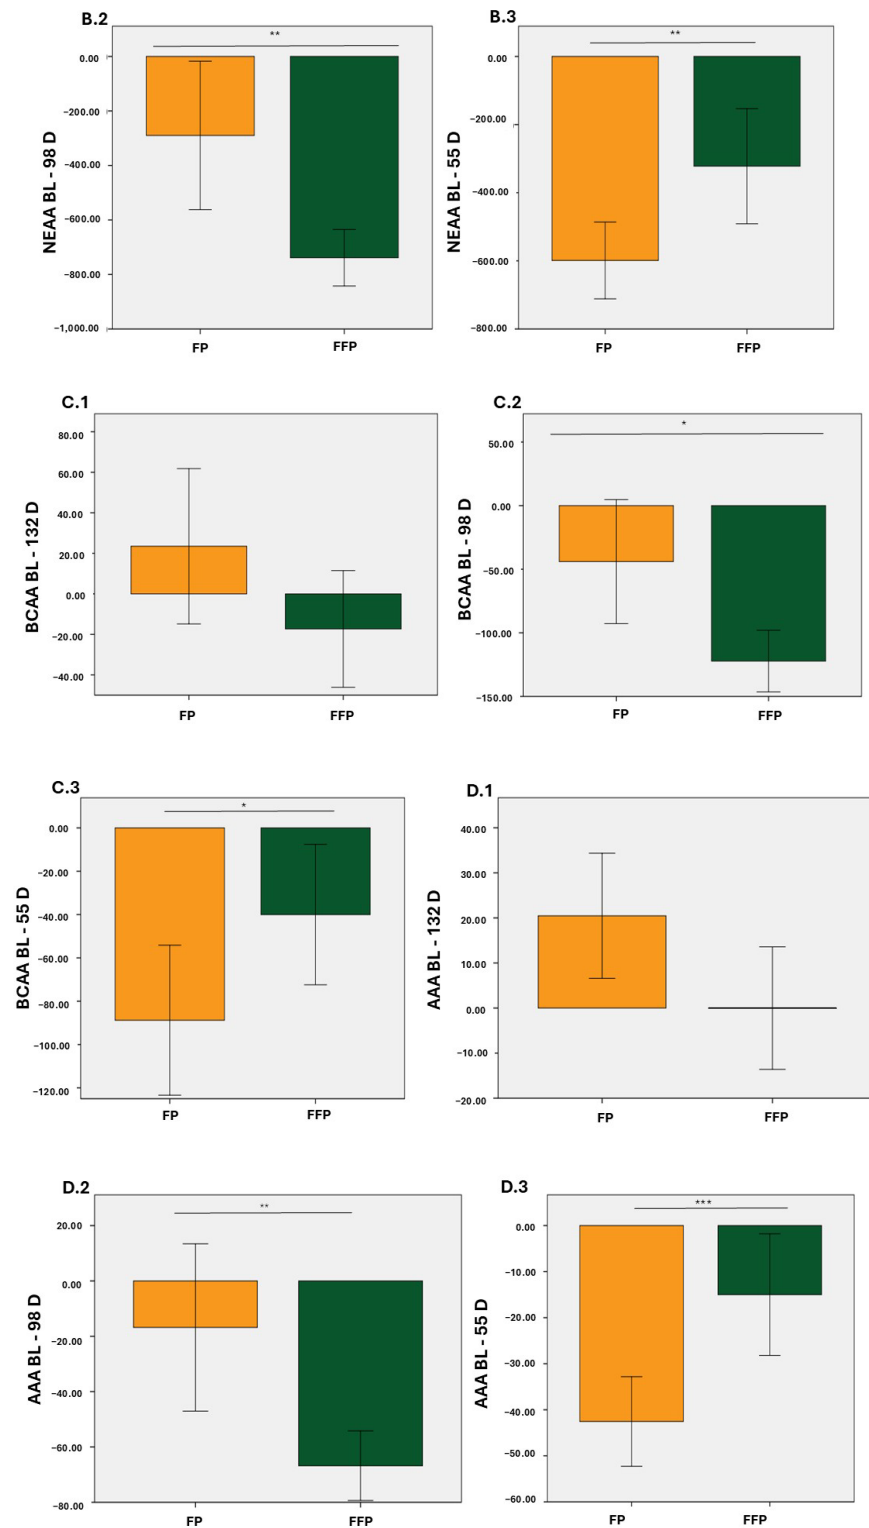 B.2
**
NEAA BL - 98 D
0.00
−200.00
−400.00
−600.00
−800.00
−1,000.00
FP FFP
B.3
**
NEAA BL - 55 D
0.00
−200.00
−400.00
−600.00
−800.00
FP FFP
C.1
BCAA BL - 132 D
80.00
60.00
40.00
20.00
0.00
−20.00
−40.00
FP FFP
C.2
*
BCAA BL - 98 D
50.00
0.00
−50.00
−100.00
−150.00
FP FFP
C.3
*
BCAA BL - 55 D
0.00
−20.00
−40.00
−60.00
−80.00
−100.00
−120.00
FP FFP
D.1
AAA BL - 132 D
40.00
30.00
20.00
10.00
0.00
−10.00
−20.00
FP FFP
D.2
**
AAA BL - 98 D
20.00
0.00
−20.00
−40.00
−60.00
−80.00
FP FFP
D.3
***
AAA BL - 55 D
0.00
−10.00
−20.00
−30.00
−40.00
−50.00
−60.00
FP FFP